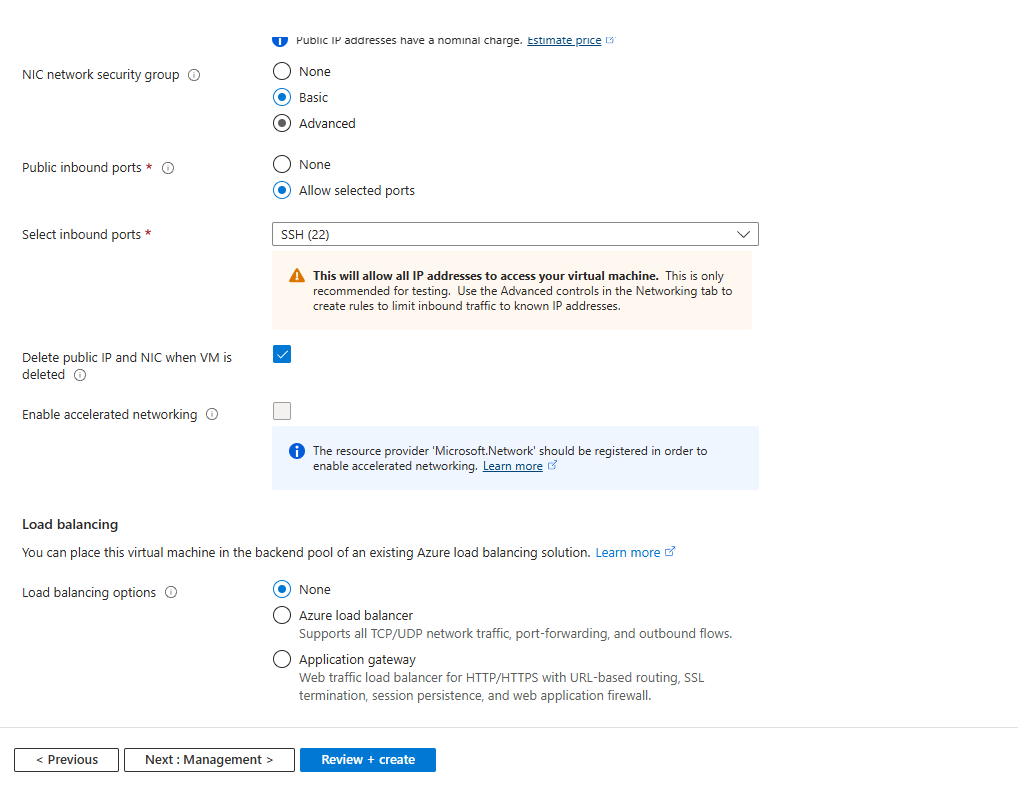 Public IP addresses have a nominal charge. Estimate price
NIC network security group
None
Basic
Advanced
Public inbound ports *
None
Allow selected ports
Select inbound ports *
SSH (22)
This will allow all IP addresses to access your virtual machine. This is only
recommended for testing. Use the Advanced controls in the Networking tab to
create rules to limit inbound traffic to known IP addresses.
Delete public IP and NIC when VM is
deleted
Enable accelerated networking
The resource provider 'Microsoft.Network' should be registered in order to
enable accelerated networking. Learn more
Load balancing
You can place this virtual machine in the backend pool of an existing Azure load balancing solution. Learn more
Load balancing options
None
Azure load balancer
Supports all TCP/UDP network traffic, port-forwarding, and outbound flows.
Application gateway
Web traffic load balancer for HTTP/HTTPS with URL-based routing, SSL
termination, session persistence, and web application firewall.
< Previous
Next : Management >
Review + create